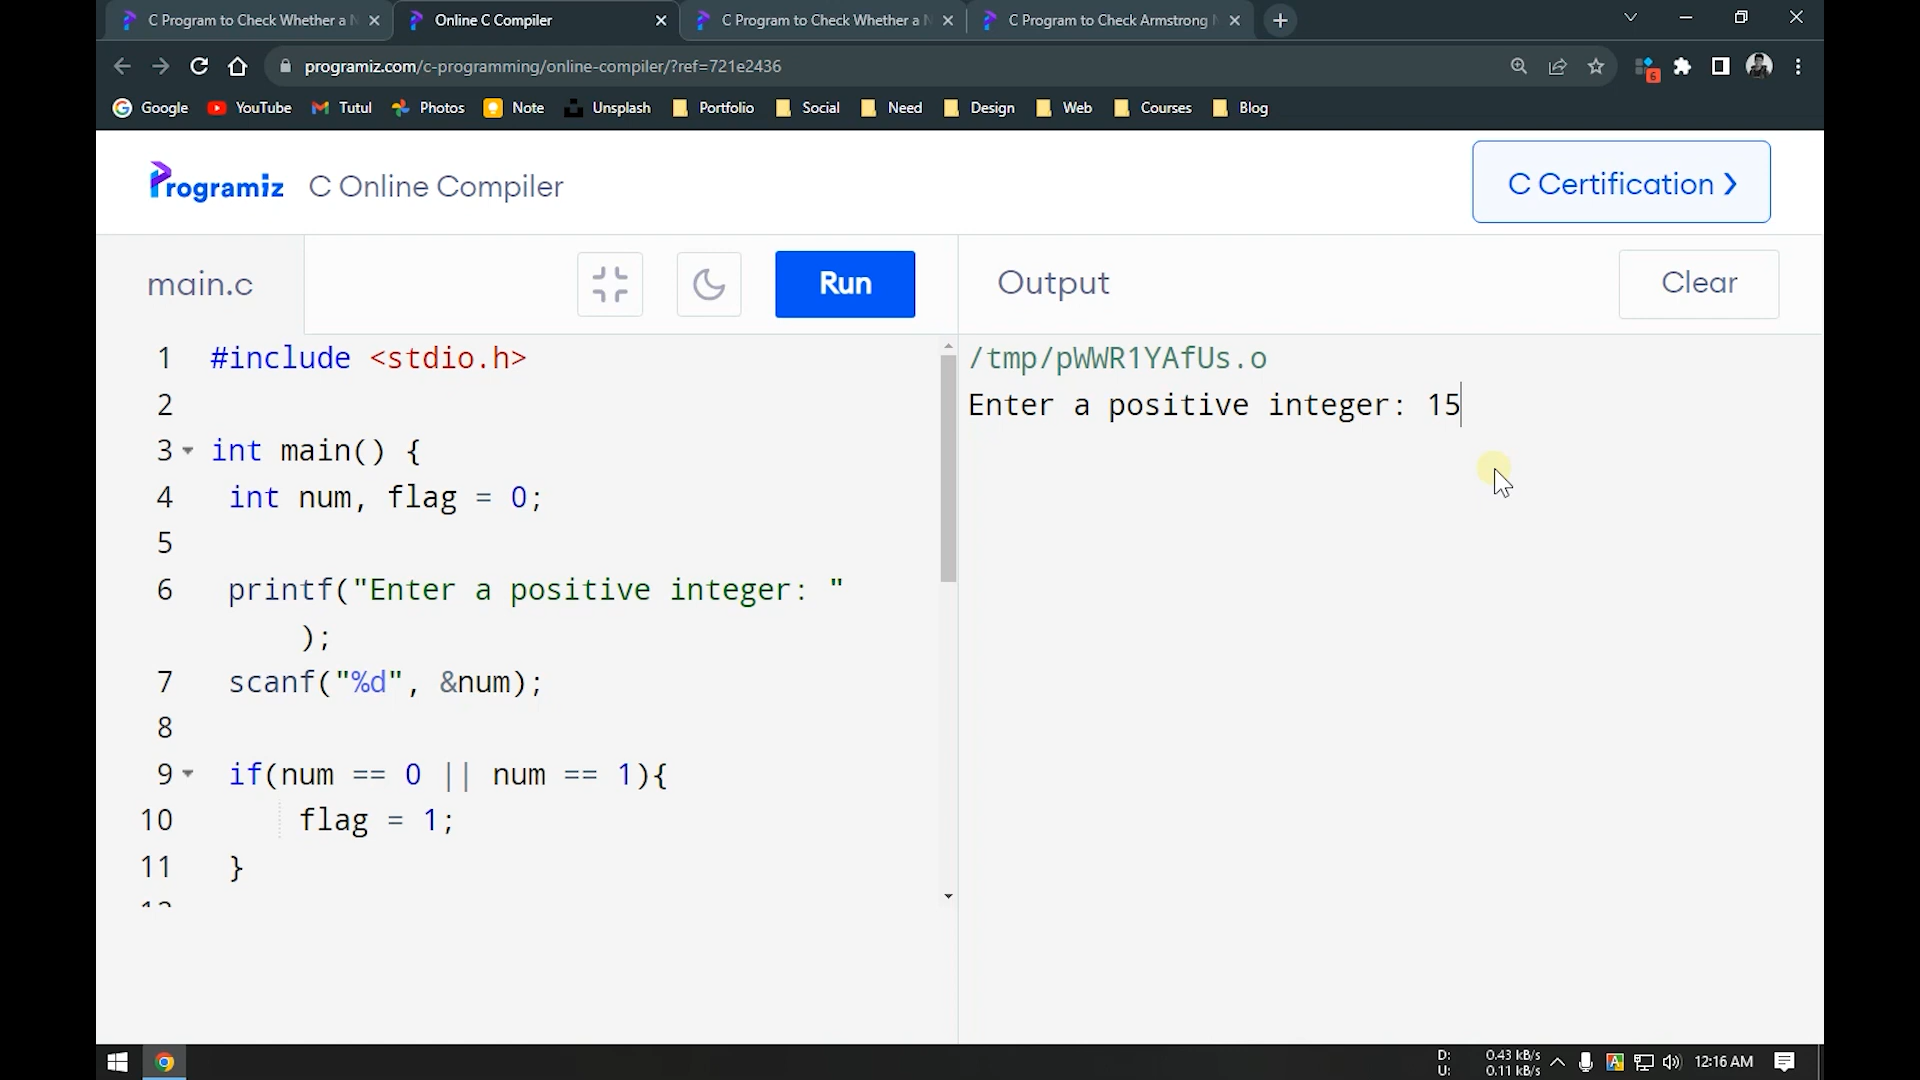 C Program to Check Whether a N
Online C Compiler
C Program to Check Whether a N
C Program to Check Armstrong N
programiz.com/c-programming/online-compiler/?ref=721e2436
6
Google
YouTube
Tutul
Photos
Note
Unsplash
Portfolio
Social
Need
Design
Web
Courses
Blog
Programiz
C Online Compiler
C Certification ❯
main.c
Run
Output
Clear
1 #include <stdio.h>
2
3 int main() {
4 int num, flag = 0;
5
6 printf("Enter a positive integer: "
);
7 scanf("%d", &num);
8
9 if(num == 0 || num == 1){
10 flag = 1;
11 }
/tmp/pWWR1YAfUs.o
Enter a positive integer: 15
D: 0.43 kB/s
U: 0.11 kB/s
A
12:16 AM